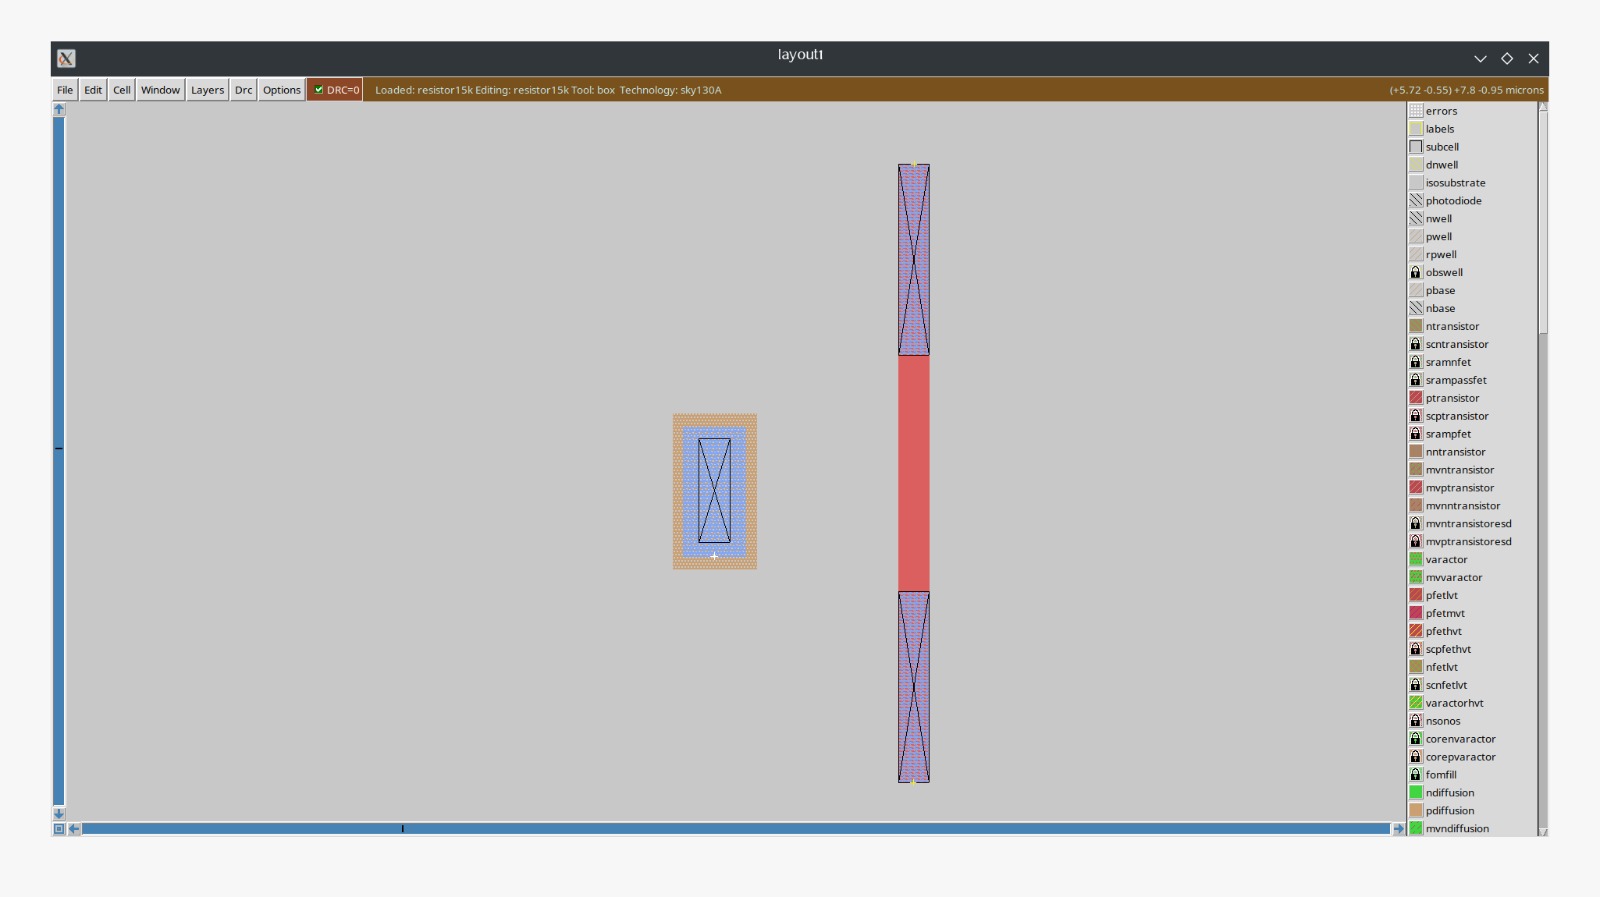 layout1
File Edit Cell Window Layers Drc Options DRC=0 Loaded: resistor15k Editing: resistor15k Tool: box Technology: sky130A (+5.72 -0.55) +7.8 -0.95 microns
errors
labels
subcell
dnwell
isosubstrate
photodiode
nwell
pwell
rpwell
obswell
pbase
nbase
ntransistor
scntransistor
sramnfet
srampassfet
ptransistor
scptransistor
srampfet
nntransistor
mvntransistor
mvptransistor
mvnntransistor
mvntransistoresd
mvptransistoresd
varactor
mvvaractor
pfetlvt
pfetmvt
pfethvt
scpfethvt
nfetlvt
scnfetlvt
varactorhvt
nsonos
corenvaractor
corepvaractor
fomfill
ndiffusion
pdiffusion
mvndiffusion